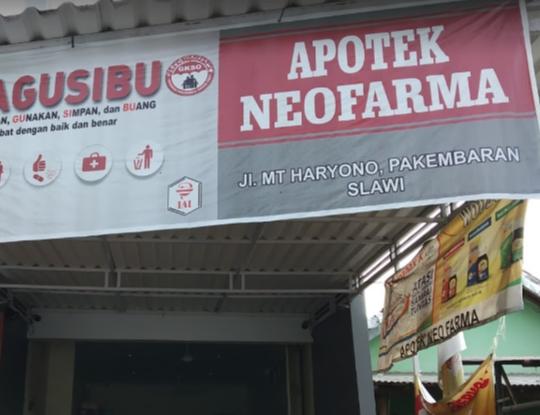 AGUSIBU
N, GUNAKAN, SIMPAN, dan BUANG
bat dengan baik dan benar
GKSO
IAI
APOTEK
NEOFARMA
Jl. MT HARYONO, PAKEMBARAN
SLAWI
APOTEK NEO FARMA